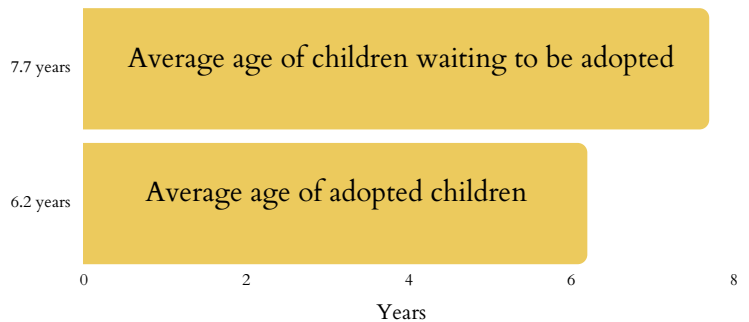 Average age of children waiting to be adopted
7.7 years
Average age of adopted children
6.2 years
0 2 4 6 8
Years